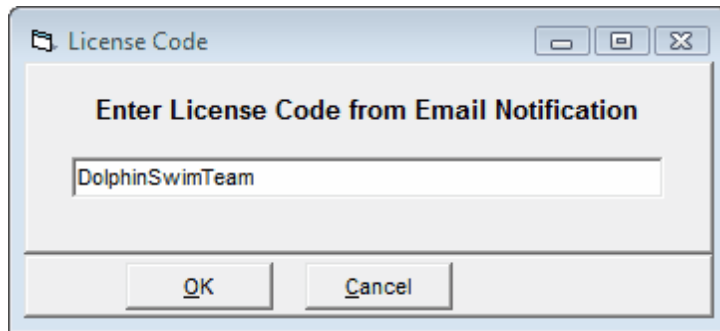 License Code
Enter License Code from Email Notification
DolphinSwimTeam
OK
Cancel